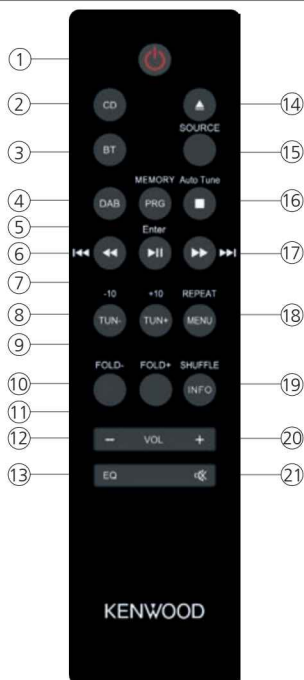 1
2 CD 14
SOURCE
3 BT 15
MEMORY Auto Tune
4 DAB PRG 16
5 Enter
6 17
7
-10 +10 REPEAT
8 TUN- TUN+ MENU 18
9
FOLD- FOLD+ SHUFFLE
10 INFO 19
11
12 - VOL + 20
13 EQ 21
KENWOOD